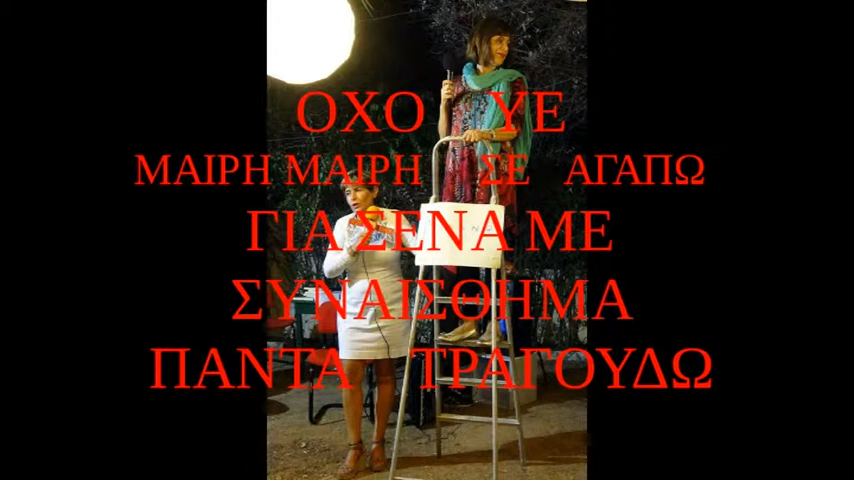 ΟΧΟ ΥΕ
ΜΑΙΡΗ ΜΑΙΡΗ ΣΕ ΑΓΑΠΩ
ΓΙΑ ΣΕΝΑ ΜΕ
ΣΥΝΑΙΣΘΗΜΑ
ΠΑΝΤΑ ΤΡΑΓΟΥΔΩ